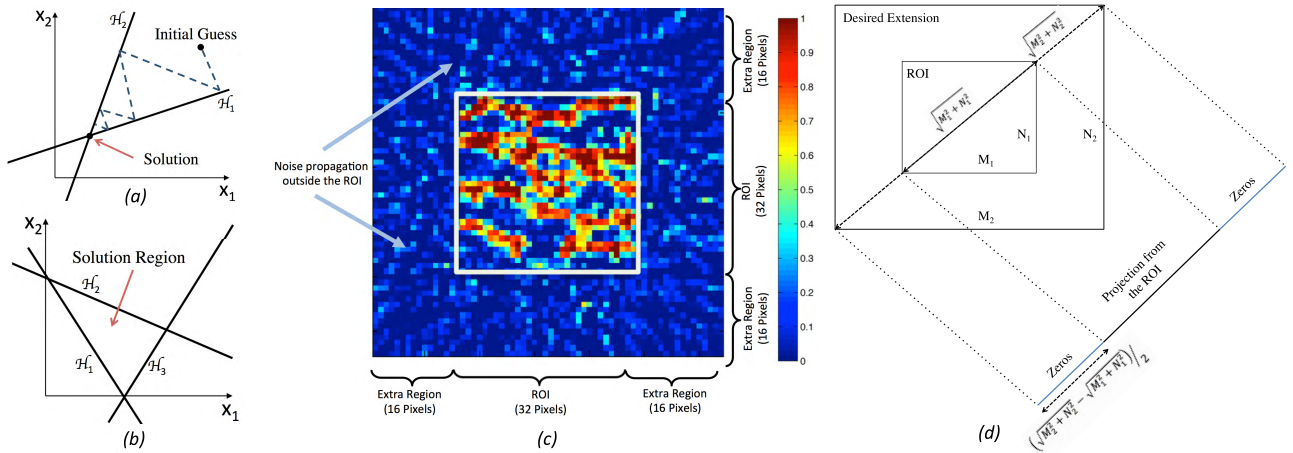 x₂
H₂
Initial Guess
H₁
Solution
x₁
(a)
x₂
Solution Region
H₂
H₁
H₃
x₁
(b)
Noise propagation
outside the ROI
Extra Region
(16 Pixels)
ROI
(32 Pixels)
Extra Region
(16 Pixels)
1
0.9
0.8
0.7
0.6
0.5
0.4
0.3
0.2
0.1
0
Extra Region
(16 Pixels)
ROI
(32 Pixels)
Extra Region
(16 Pixels)
(c)
Desired Extension
√(M₂² + N₂²)
ROI
√(M₁² + N₁²)
N₁
N₂
M₁
M₂
Zeros
Projection from
the ROI
Zeros
(√(M₂² + N₂²) − √(M₁² + N₁²))/2
(d)